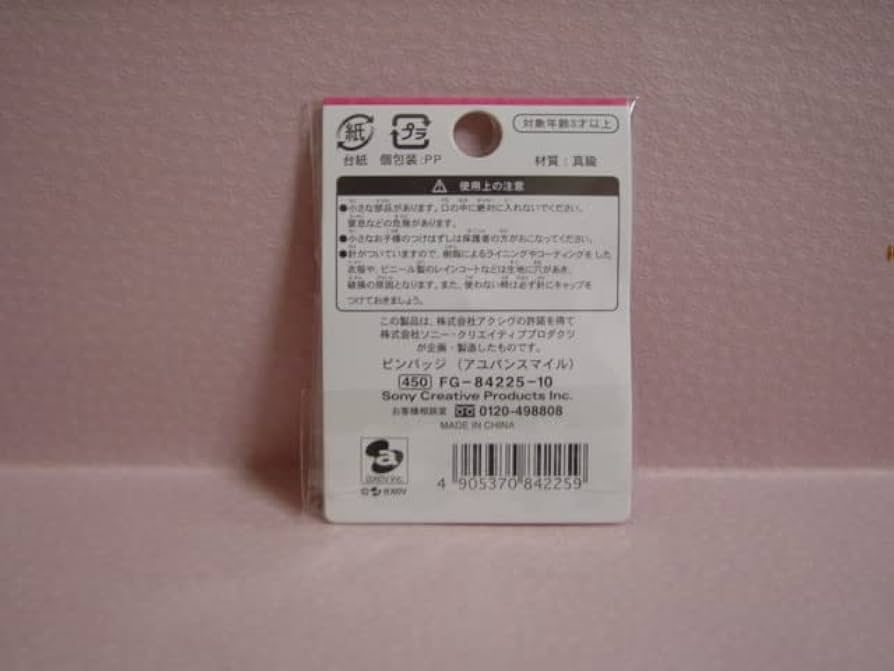 紙 プラ 対象年齢3才以上
台紙 個包装:PP 材質:真鍮
使用上の注意
●小さな部品があります。口の中に絶対に入れないでください。
窒息などの危険があります。
●小さなお子様のつけはずしは保護者の方がおこなってください。
●針がついていますので、樹脂によるライニングやコーティングをした
衣類や、ビニール製のレインコートなどは生地に穴があき、
破損の原因となります。また、使わない時は必ず針にキャップを
つけておきましょう。
この製品は、株式会社アクシヴの許諾を得て
株式会社ソニー・クリエイティブプロダクツ
が企画・製造したものです。
ピンバッジ (アユパンスマイル)
450 FG-84225-10
Sony Creative Products Inc.
お客様相談室 0120-498808
MADE IN CHINA
a
AXIV inc.
4 905370 842259